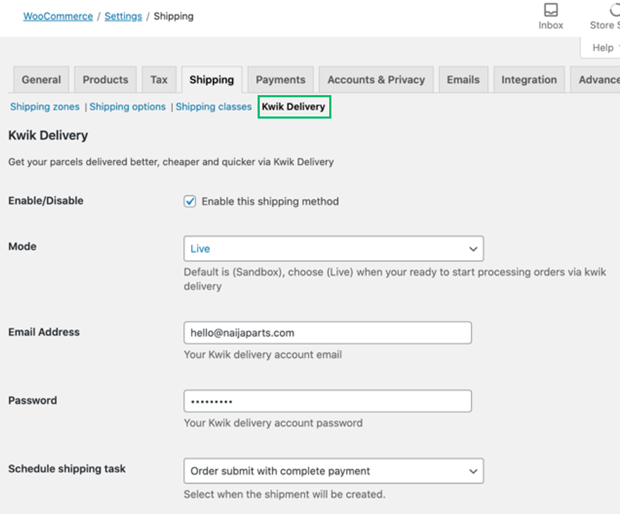 WooCommerce / Settings / Shipping
Inbox
Store S
Help
General Products Tax Shipping Payments Accounts & Privacy Emails Integration Advance
Shipping zones | Shipping options | Shipping classes Kwik Delivery
Kwik Delivery
Get your parcels delivered better, cheaper and quicker via Kwik Delivery
Enable/Disable Enable this shipping method
Mode Live
Default is (Sandbox), choose (Live) when your ready to start processing orders via kwik
delivery
Email Address hello@naijaparts.com
Your Kwik delivery account email
Password •••••••••
Your Kwik delivery account password
Schedule shipping task Order submit with complete payment
Select when the shipment will be created.